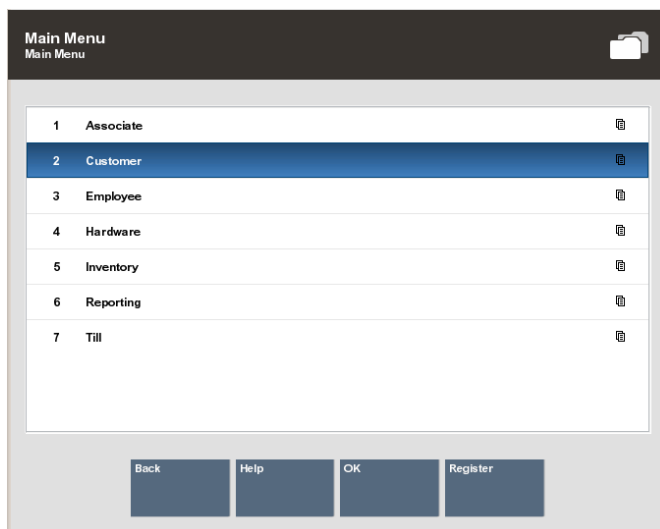 Main Menu
Main Menu
1 Associate
2 Customer
3 Employee
4 Hardware
5 Inventory
6 Reporting
7 Till
Back Help OK Register